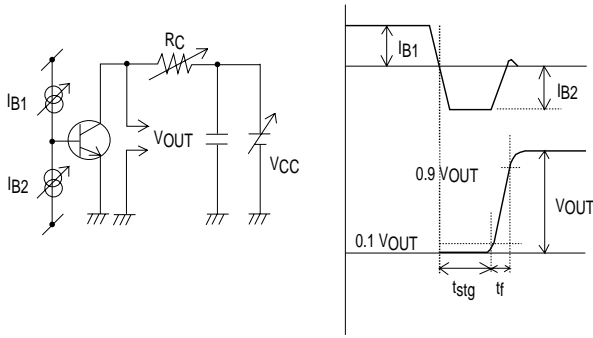 RC
IB1
IB2
VOUT
VCC
IB1
IB2
0.9 VOUT
VOUT
0.1 VOUT
tstg
tf